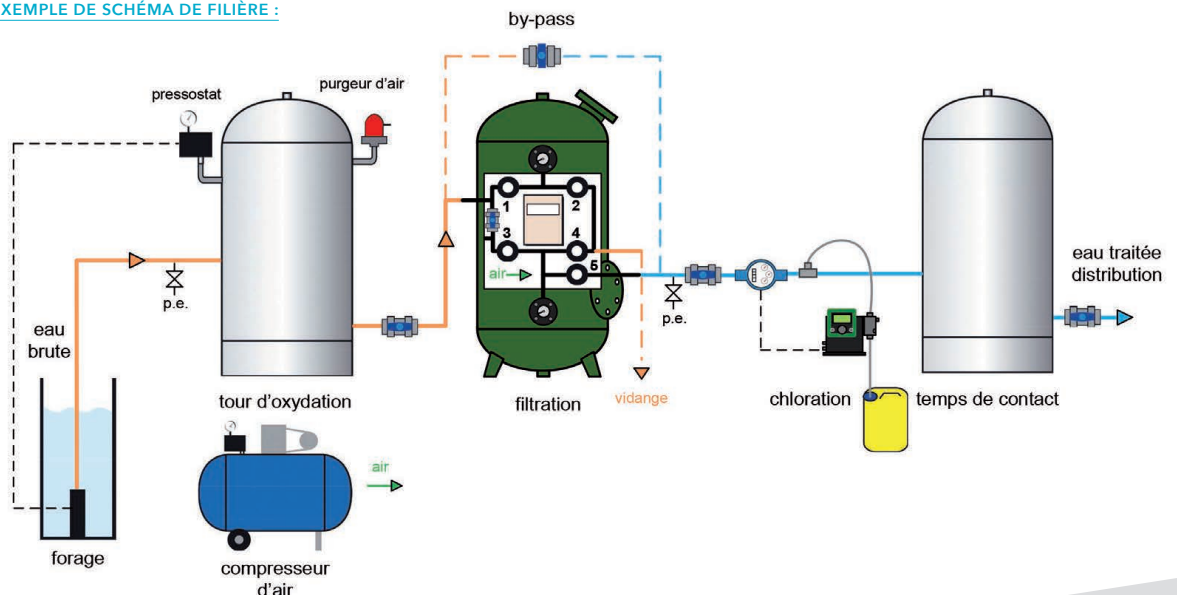 XEMPLE DE SCHÉMA DE FILIÈRE :
by-pass
pressostat
purgeur d'air
1
2
3
4
5
air
p.e.
eau
brute
p.e.
eau traitée
distribution
tour d'oxydation
filtration
vidange
chloration
temps de contact
air
forage
compresseur
d'air